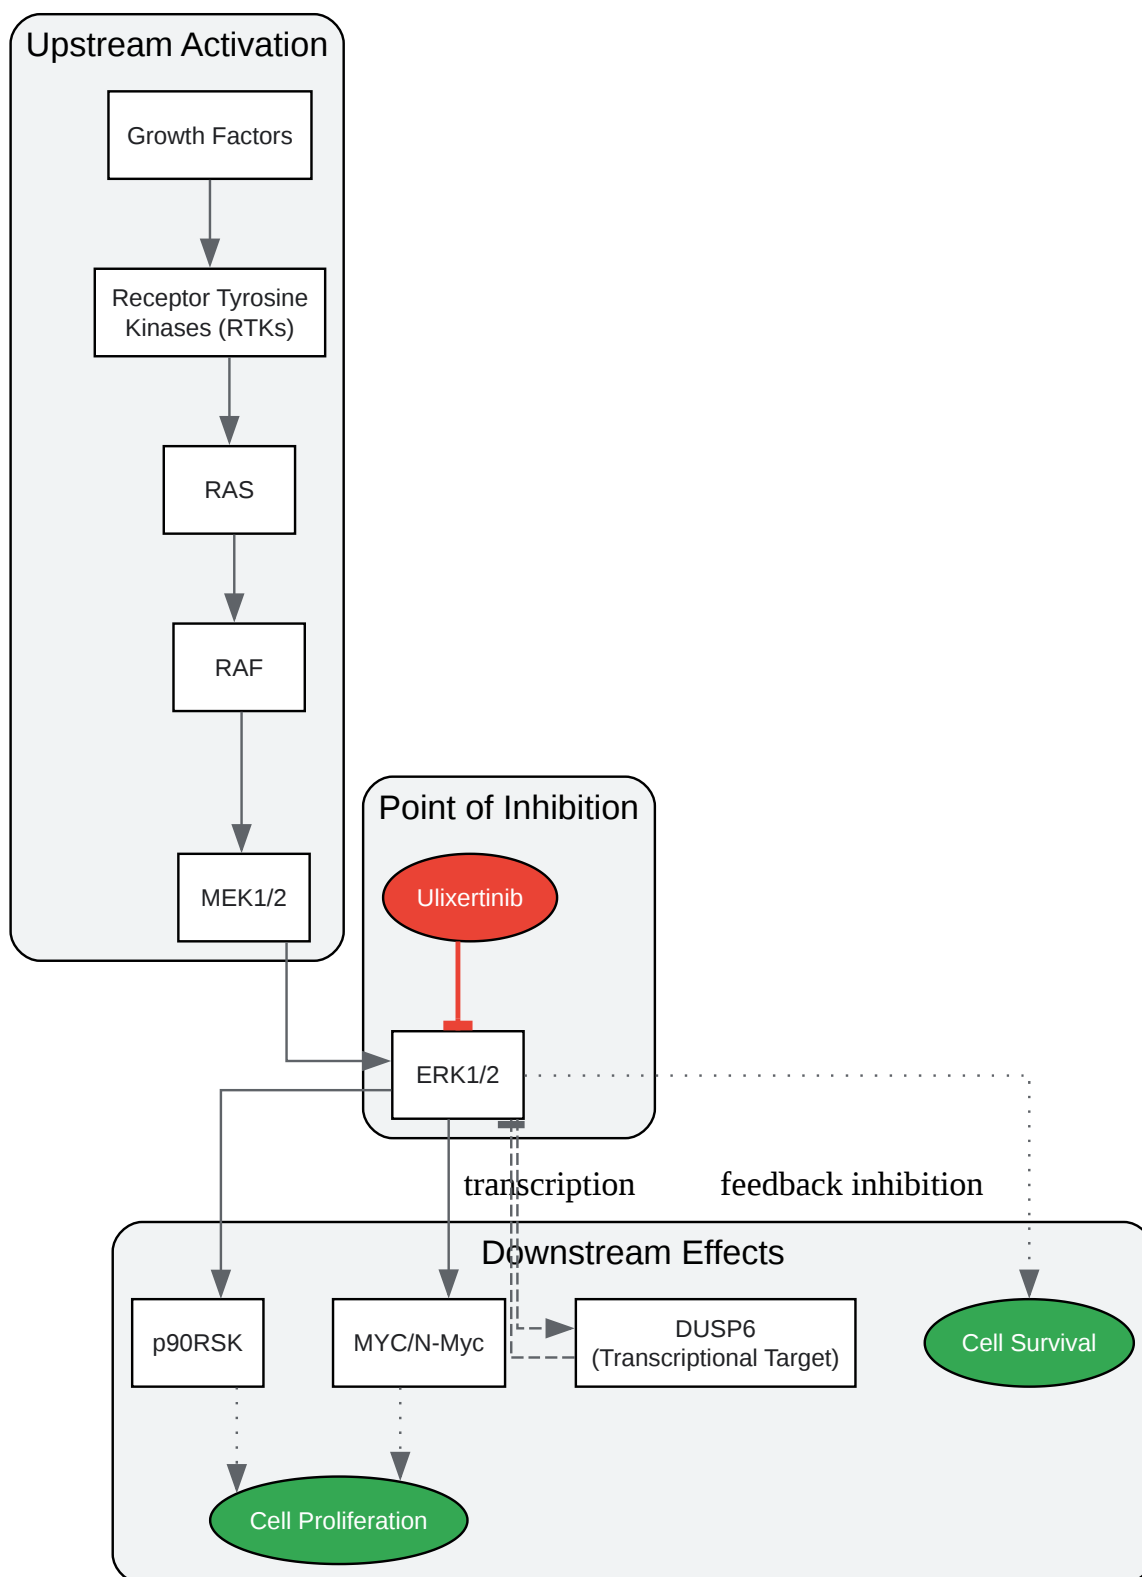 Upstream Activation
Growth Factors
Receptor Tyrosine
Kinases (RTKs)
RAS
RAF
MEK1/2
Point of Inhibition
Ulixertinib
ERK1/2
transcription
feedback inhibition
Downstream Effects
p90RSK
MYC/N-Myc
DUSP6
(Transcriptional Target)
Cell Survival
Cell Proliferation